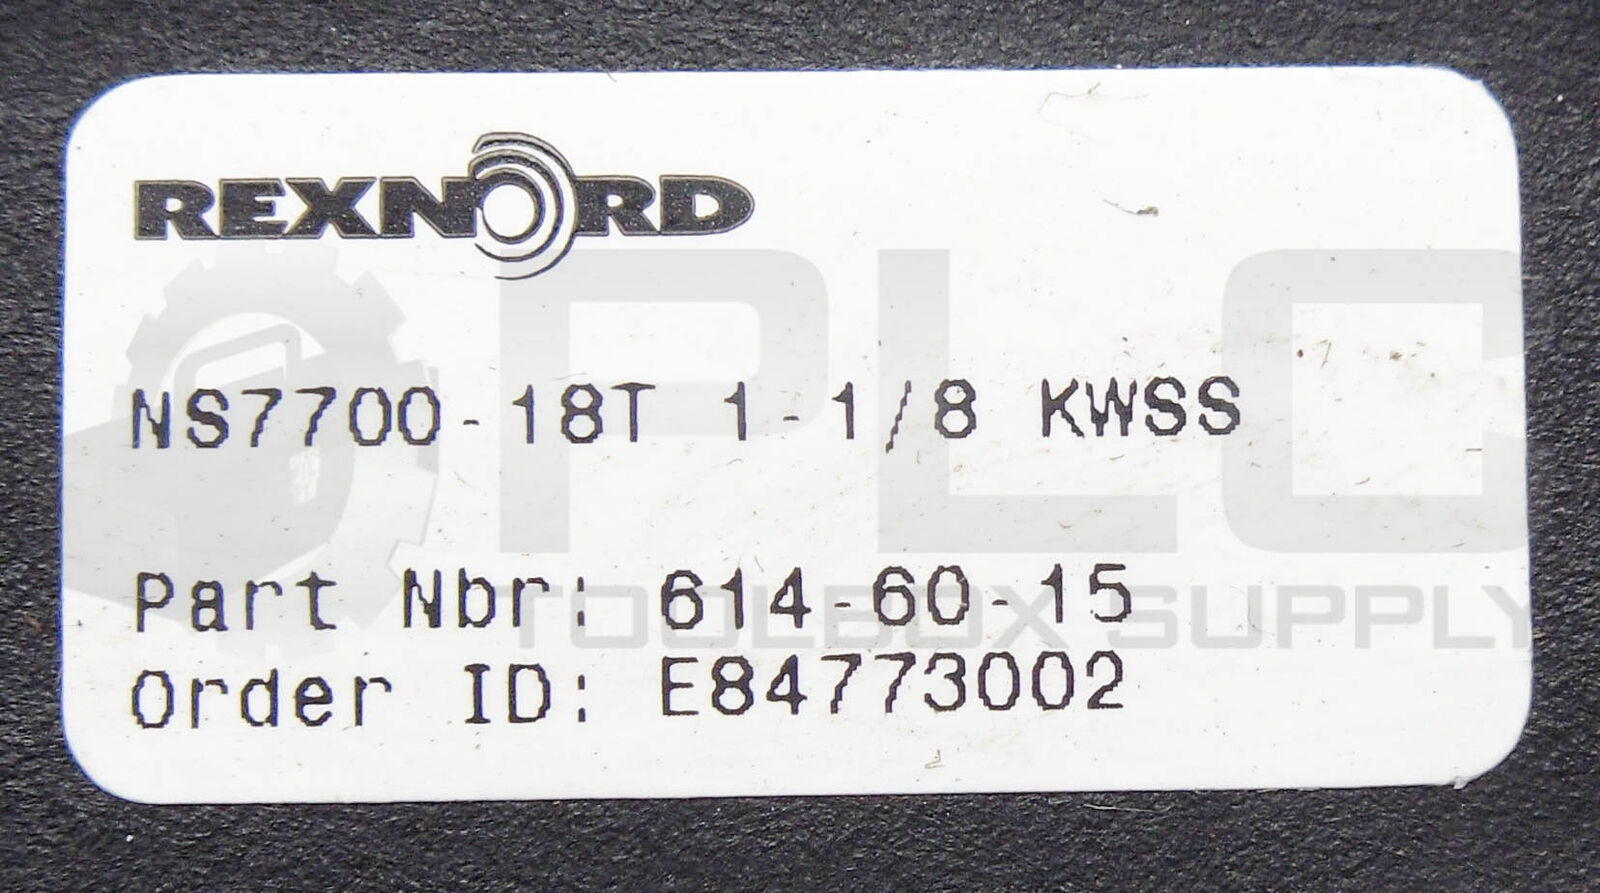 REXNORD
NS7700-18T 1-1/8 KWSS
Part Nbr: 614-60-15
Order ID: E84773002
PLC
TOOLBOX SUPPLY